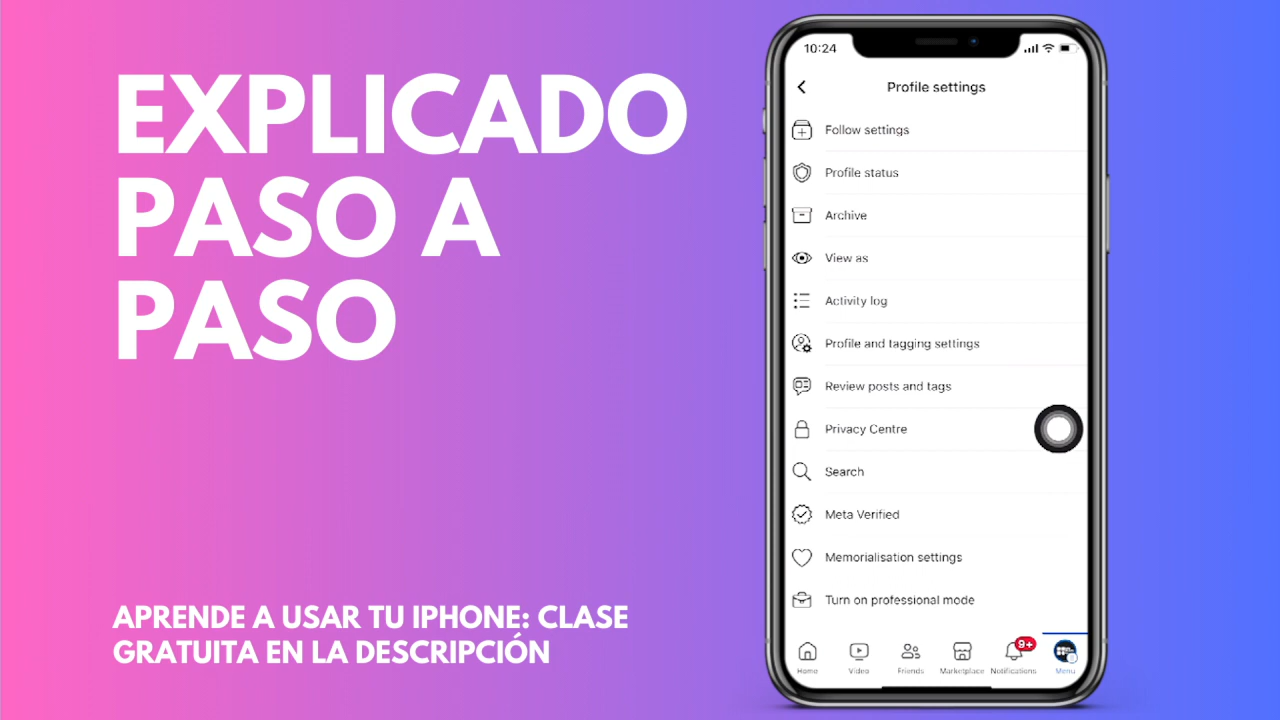 EXPLICADO
PASO A
PASO
APRENDE A USAR TU IPHONE: CLASE
GRATUITA EN LA DESCRIPCIÓN
10:24
Profile settings
Follow settings
Profile status
Archive
View as
Activity log
Profile and tagging settings
Review posts and tags
Privacy Centre
Search
Meta Verified
Memorialisation settings
Turn on professional mode
9+
Home Video Friends Marketplace Notifications Menu